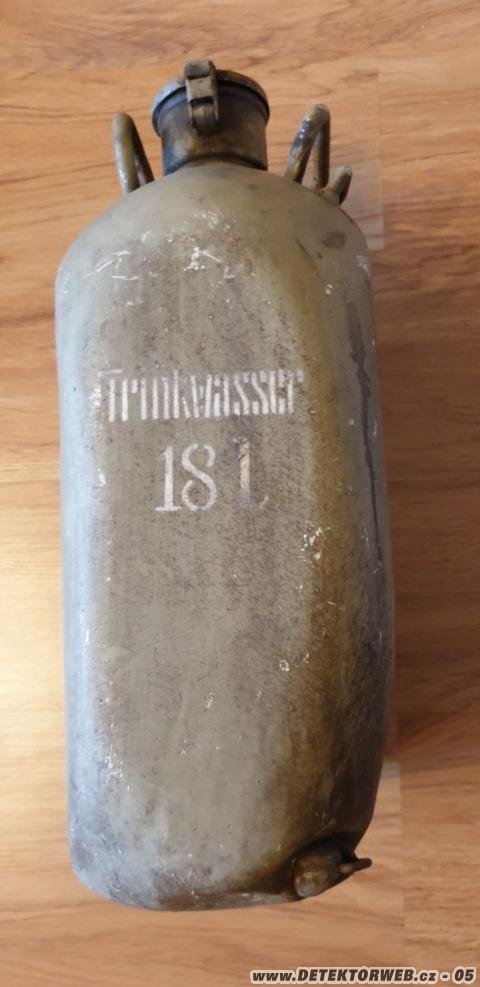 Trinkwasser
18 l
www.DETEKTORWEB.cz - 05